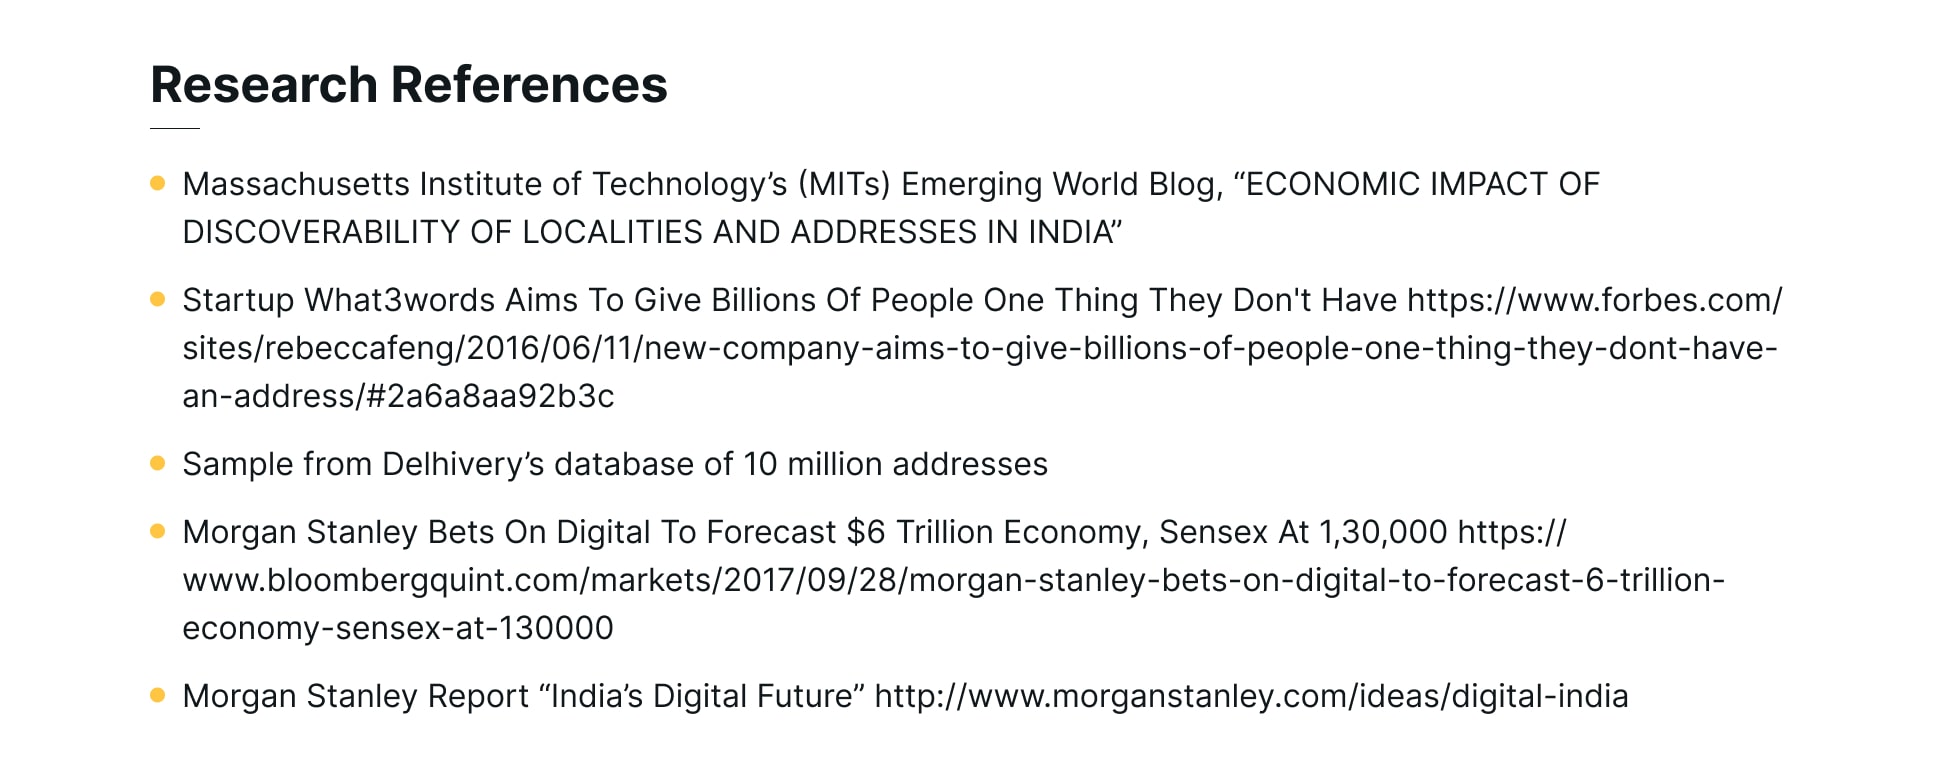 Research References
Massachusetts Institute of Technology’s (MITs) Emerging World Blog, “ECONOMIC IMPACT OF
DISCOVERABILITY OF LOCALITIES AND ADDRESSES IN INDIA”
Startup What3words Aims To Give Billions Of People One Thing They Don't Have https://www.forbes.com/
sites/rebeccafeng/2016/06/11/new-company-aims-to-give-billions-of-people-one-thing-they-dont-have-
an-address/#2a6a8aa92b3c
Sample from Delhivery’s database of 10 million addresses
Morgan Stanley Bets On Digital To Forecast $6 Trillion Economy, Sensex At 1,30,000 https://
www.bloombergquint.com/markets/2017/09/28/morgan-stanley-bets-on-digital-to-forecast-6-trillion-
economy-sensex-at-130000
Morgan Stanley Report “India’s Digital Future” http://www.morganstanley.com/ideas/digital-india